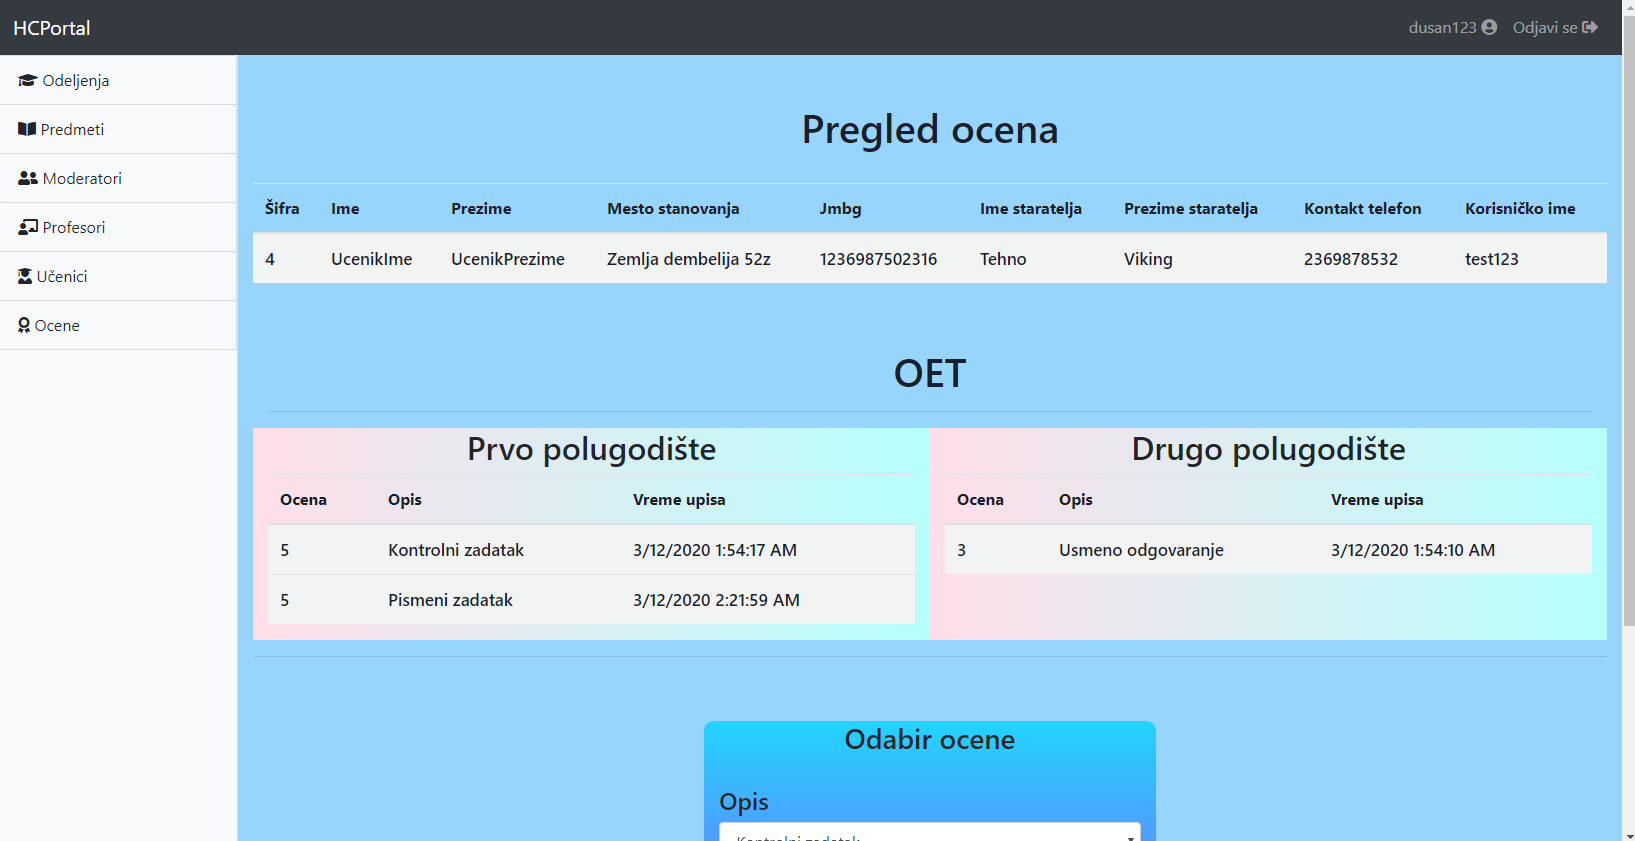 HCPortal
dusan123 Odjavi se
Odeljenja
Predmeti
Moderatori
Profesori
Učenici
Ocene
Pregled ocena
Šifra Ime Prezime Mesto stanovanja Jmbg Ime staratelja Prezime staratelja Kontakt telefon Korisničko ime
4 UcenikIme UcenikPrezime Zemlja dembelija 52z 1236987502316 Tehno Viking 2369878532 test123
OET
Prvo polugodište
Ocena Opis Vreme upisa
5 Kontrolni zadatak 3/12/2020 1:54:17 AM
5 Pismeni zadatak 3/12/2020 2:21:59 AM
Drugo polugodište
Ocena Opis Vreme upisa
3 Usmeno odgovaranje 3/12/2020 1:54:10 AM
Odabir ocene
Opis
Kontrolni zadatak